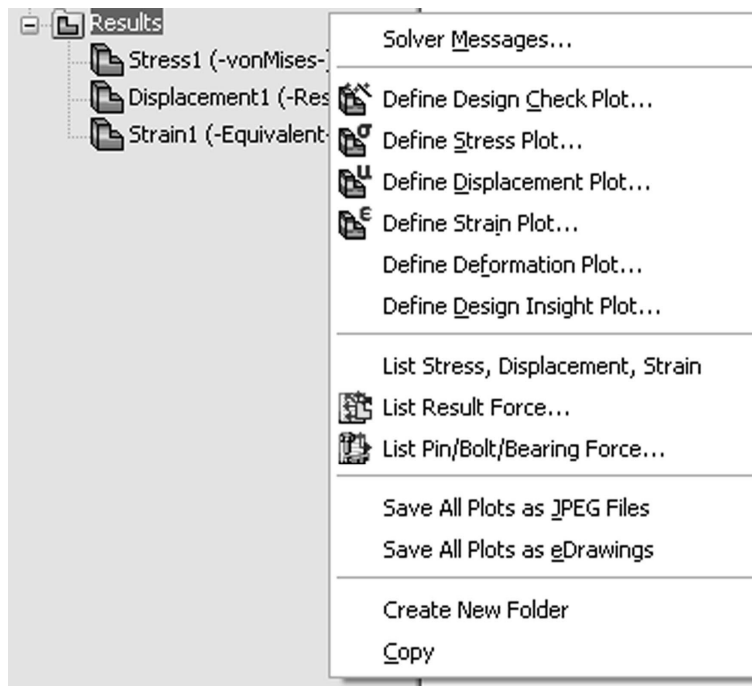 Results
Stress1 (-vonMises-)
Displacement1 (-Res
Strain1 (-Equivalent-
Solver Messages...
Define Design Check Plot...
Define Stress Plot...
Define Displacement Plot...
Define Strain Plot...
Define Deformation Plot...
Define Design Insight Plot...
List Stress, Displacement, Strain
List Result Force...
List Pin/Bolt/Bearing Force...
Save All Plots as JPEG Files
Save All Plots as eDrawings
Create New Folder
Copy